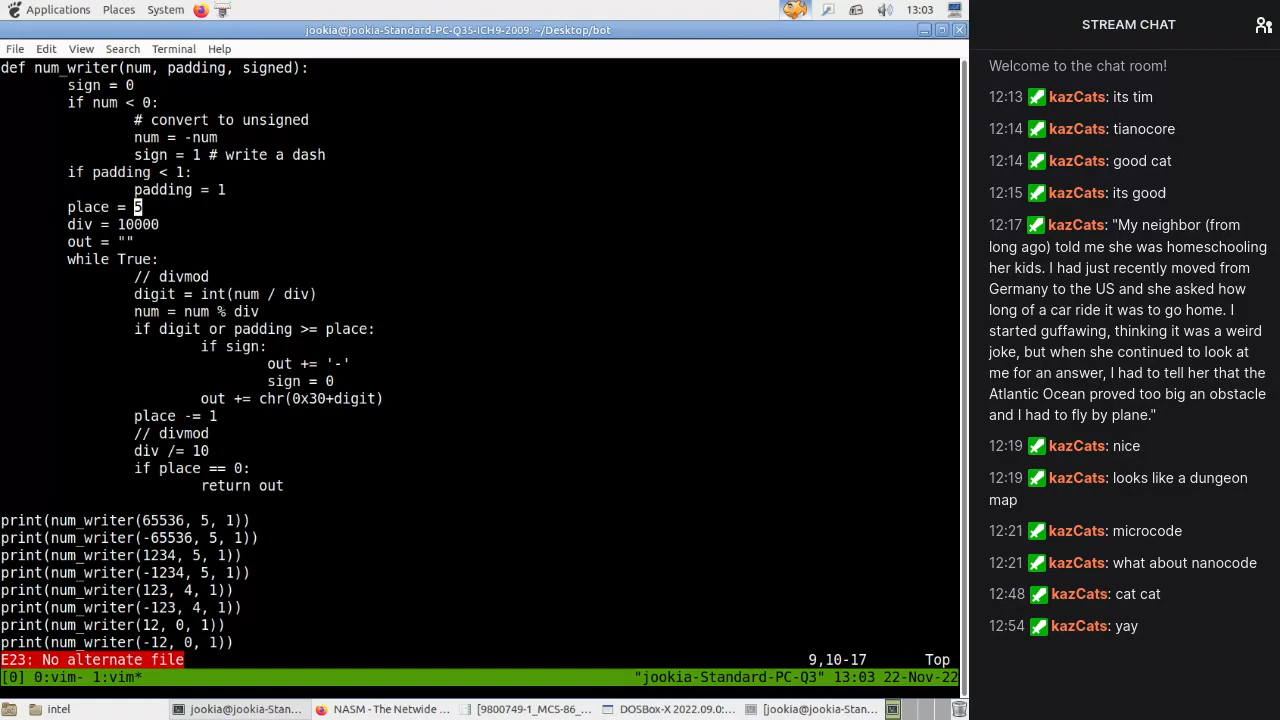 Applications Places System 13:03
jookia@jookia-Standard-PC-Q35-ICH9-2009: ~/Desktop/bot
File Edit View Search Terminal Help
def num_writer(num, padding, signed):
sign = 0
if num < 0:
# convert to unsigned
num = -num
sign = 1 # write a dash
if padding < 1:
padding = 1
place = 5
div = 10000
out = ""
while True:
// divmod
digit = int(num / div)
num = num % div
if digit or padding >= place:
if sign:
out += '-'
sign = 0
out += chr(0x30+digit)
place -= 1
// divmod
div /= 10
if place == 0:
return out
print(num_writer(65536, 5, 1))
print(num_writer(-65536, 5, 1))
print(num_writer(1234, 5, 1))
print(num_writer(-1234, 5, 1))
print(num_writer(123, 4, 1))
print(num_writer(-123, 4, 1))
print(num_writer(12, 0, 1))
print(num_writer(-12, 0, 1))
E23: No alternate file 9,10-17 Top
[0] 0:vim- 1:vim* "jookia-Standard-PC-Q3" 13:03 22-Nov-22
intel jookia@jookia-Stan... NASM - The Netwide ... [9800749-1_MCS-86_... DOSBox-X 2022.09.0:... [jookia@jookia-Stan...
STREAM CHAT
Welcome to the chat room!
12:13 kazCats: its tim
12:14 kazCats: tianocore
12:14 kazCats: good cat
12:15 kazCats: its good
12:17 kazCats: "My neighbor (from
long ago) told me she was homeschooling
her kids. I had just recently moved from
Germany to the US and she asked how
long of a car ride it was to go home. I
started guffawing, thinking it was a weird
joke, but when she continued to look at
me for an answer, I had to tell her that the
Atlantic Ocean proved too big an obstacle
and I had to fly by plane."
12:19 kazCats: nice
12:19 kazCats: looks like a dungeon
map
12:21 kazCats: microcode
12:21 kazCats: what about nanocode
12:48 kazCats: cat cat
12:54 kazCats: yay